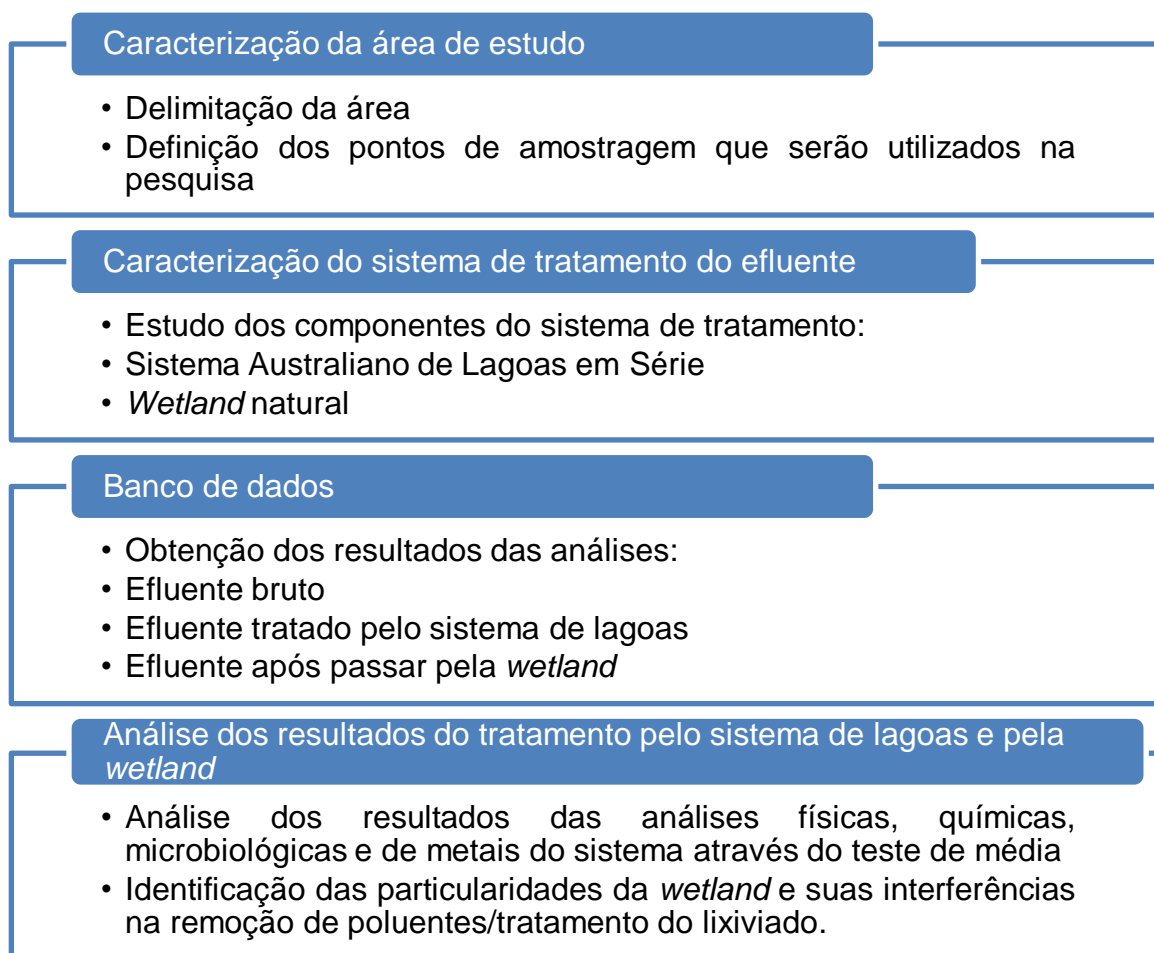 Caracterização da área de estudo
• Delimitação da área
• Definição dos pontos de amostragem que serão utilizados na
pesquisa
Caracterização do sistema de tratamento do efluente
• Estudo dos componentes do sistema de tratamento:
• Sistema Australiano de Lagoas em Série
• Wetland natural
Banco de dados
• Obtenção dos resultados das análises:
• Efluente bruto
• Efluente tratado pelo sistema de lagoas
• Efluente após passar pela wetland
Análise dos resultados do tratamento pelo sistema de lagoas e pela
wetland
• Análise dos resultados das análises físicas, químicas,
microbiológicas e de metais do sistema através do teste de média
• Identificação das particularidades da wetland e suas interferências
na remoção de poluentes/tratamento do lixiviado.